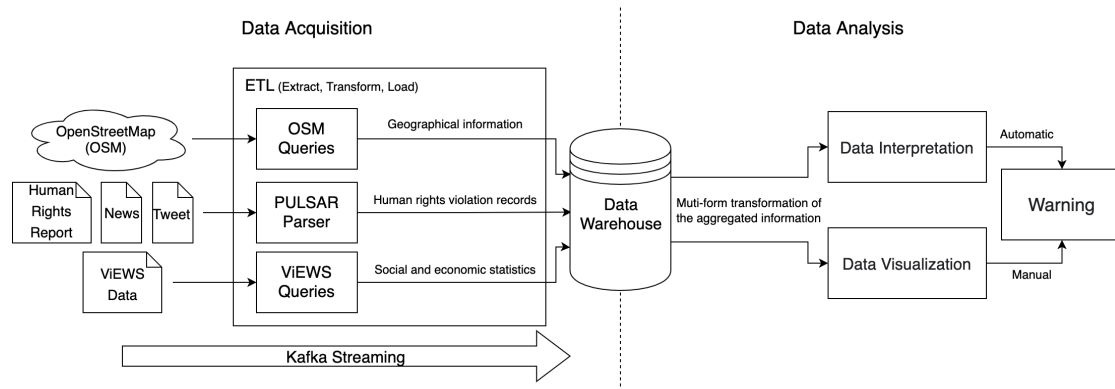 Data Acquisition
Data Analysis
ETL (Extract, Transform, Load)
OpenStreetMap
(OSM)
OSM
Queries
Geographical information
Human
Rights
Report
News
Tweet
PULSAR
Parser
Human rights violation records
ViEWS
Data
ViEWS
Queries
Social and economic statistics
Kafka Streaming
Data
Warehouse
Muti-form transformation of
the aggregated information
Data Interpretation
Automatic
Data Visualization
Manual
Warning